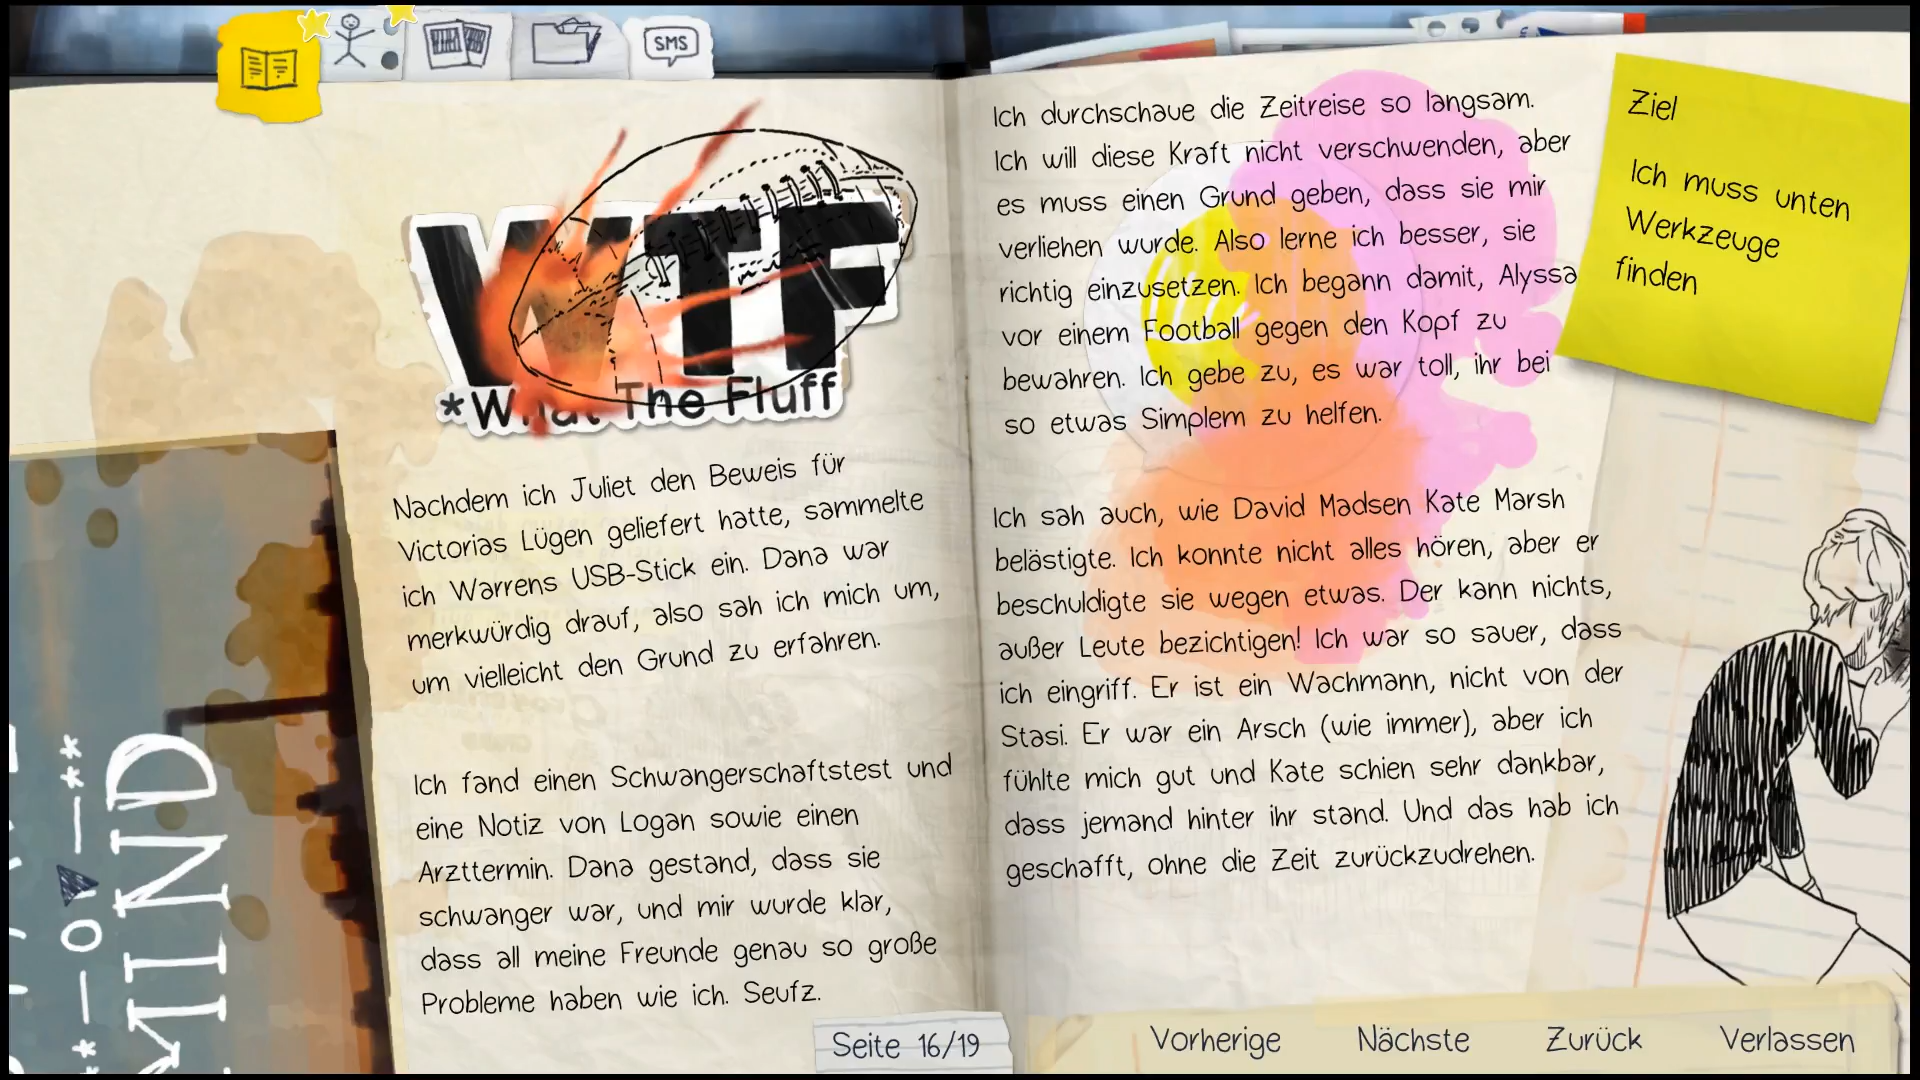 SMS
WTF
*What The Fluff
Nachdem ich Juliet den Beweis für
Victorias Lügen geliefert hatte, sammelte
ich Warrens USB-Stick ein. Dana war
merkwürdig drauf, also sah ich mich um,
um vielleicht den Grund zu erfahren.
Ich fand einen Schwangerschaftstest und
eine Notiz von Logan sowie einen
Arzttermin. Dana gestand, dass sie
schwanger war, und mir wurde klar,
dass all meine Freunde genau so große
Probleme haben wie ich. Seufz.
MIND
Ich durchschaue die Zeitreise so langsam.
Ich will diese Kraft nicht verschwenden, aber
es muss einen Grund geben, dass sie mir
verliehen wurde. Also lerne ich besser, sie
richtig einzusetzen. Ich begann damit, Alyssa
vor einem Football gegen den Kopf zu
bewahren. Ich gebe zu, es war toll, ihr bei
so etwas Simplem zu helfen.
Ich sah auch, wie David Madsen Kate Marsh
belästigte. Ich konnte nicht alles hören, aber er
beschuldigte sie wegen etwas. Der kann nichts,
außer Leute bezichtigen! Ich war so sauer, dass
ich eingriff. Er ist ein Wachmann, nicht von der
Stasi. Er war ein Arsch (wie immer), aber ich
fühlte mich gut und Kate schien sehr dankbar,
dass jemand hinter ihr stand. Und das hab ich
geschafft, ohne die Zeit zurückzudrehen.
Ziel
Ich muss unten
Werkzeuge
finden
Seite 16/19
Vorherige Nächste Zurück Verlassen